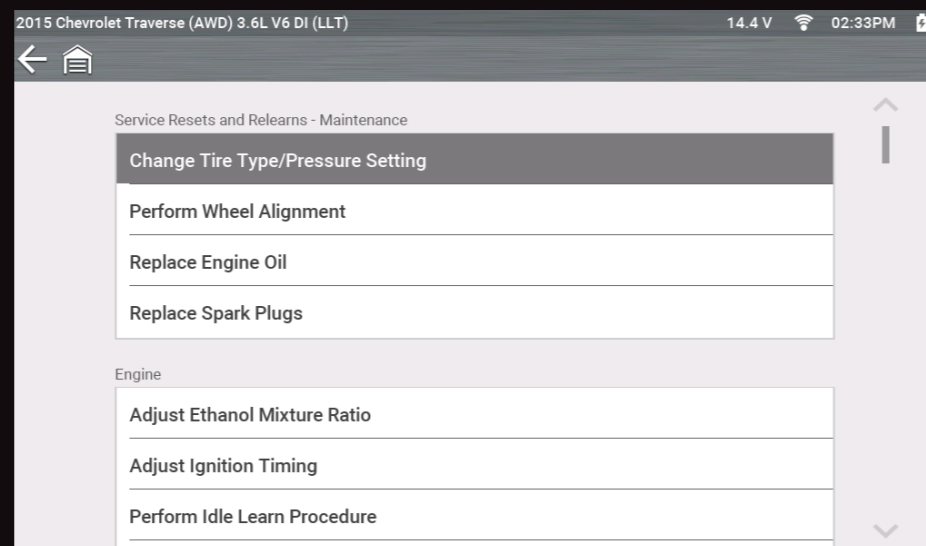 2015 Chevrolet Traverse (AWD) 3.6L V6 DI (LLT) 14.4 V 02:33PM
Service Resets and Relearns - Maintenance
Change Tire Type/Pressure Setting
Perform Wheel Alignment
Replace Engine Oil
Replace Spark Plugs
Engine
Adjust Ethanol Mixture Ratio
Adjust Ignition Timing
Perform Idle Learn Procedure